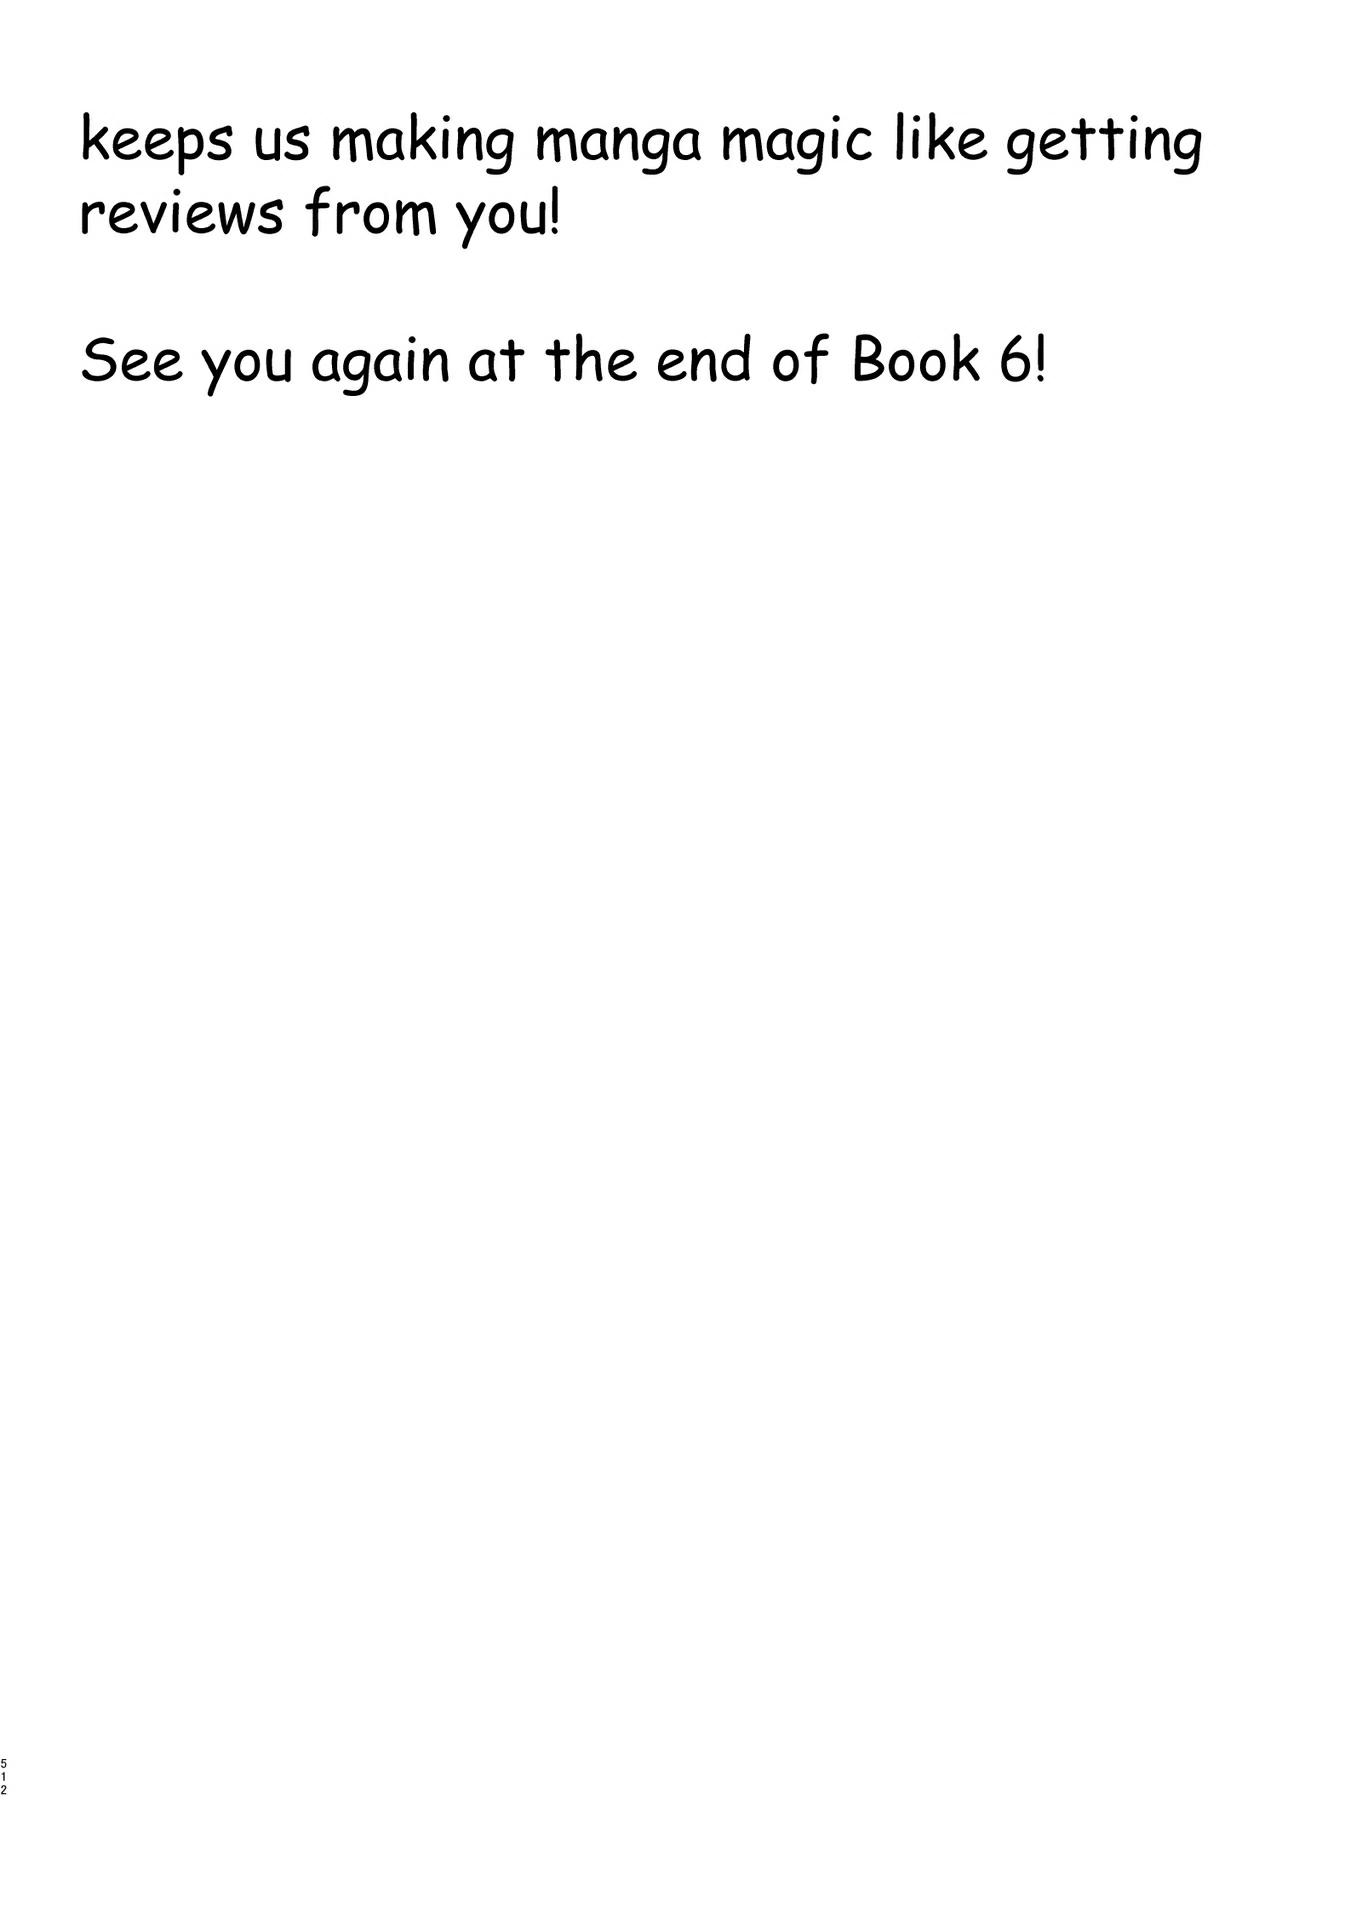 keeps us making manga magic like getting
reviews from you!
See you again at the end of Book 6!
512